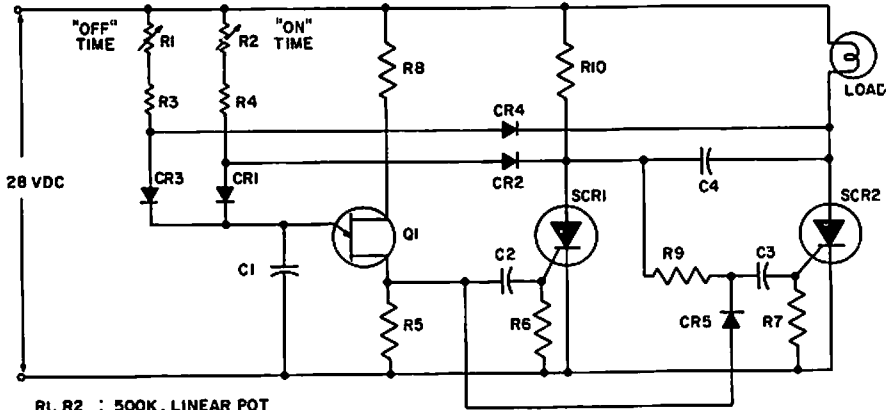 "OFF" TIME
R1
R2
"ON" TIME
R8
R10
LOAD
R3
R4
CR4
28 VDC
CR3
CR1
CR2
C4
SCR1
SCR2
Q1
C1
C2
R9
C3
R5
R6
CR5
R7
R1, R2 : 500K, LINEAR POT